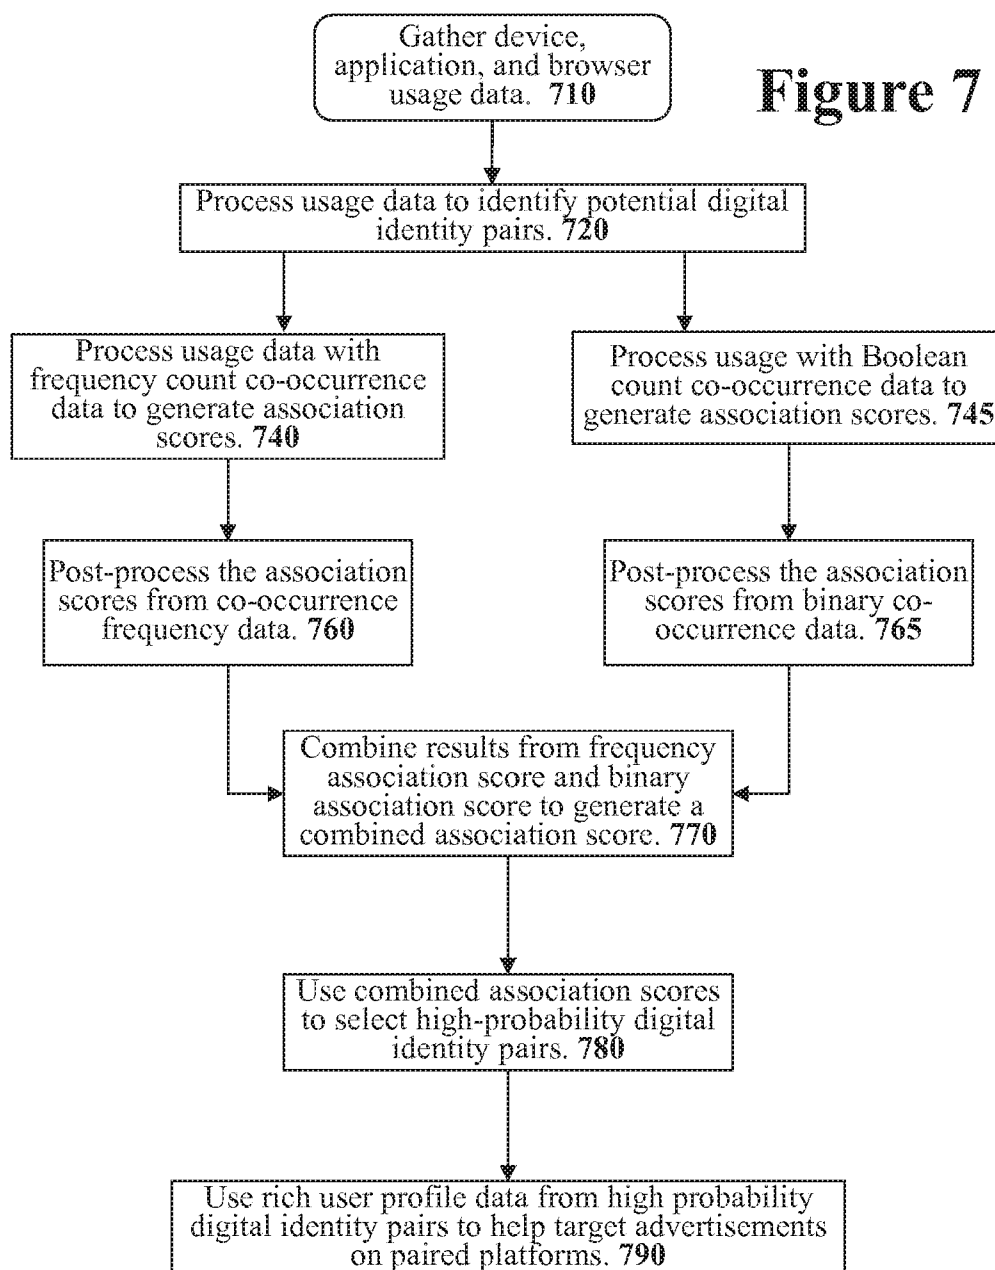 Gather device,
application, and browser
usage data. 710
Figure 7
Process usage data to identify potential digital
identity pairs. 720
Process usage data with
frequency count co-occurrence
data to generate association
scores. 740
Process usage with Boolean
count co-occurrence data to
generate association scores. 745
Post-process the association
scores from co-occurrence
frequency data. 760
Post-process the association
scores from binary co-
occurrence data. 765
Combine results from frequency
association score and binary
association score to generate a
combined association score. 770
Use combined association scores
to select high-probability digital
identity pairs. 780
Use rich user profile data from high probability
digital identity pairs to help target advertisements
on paired platforms. 790